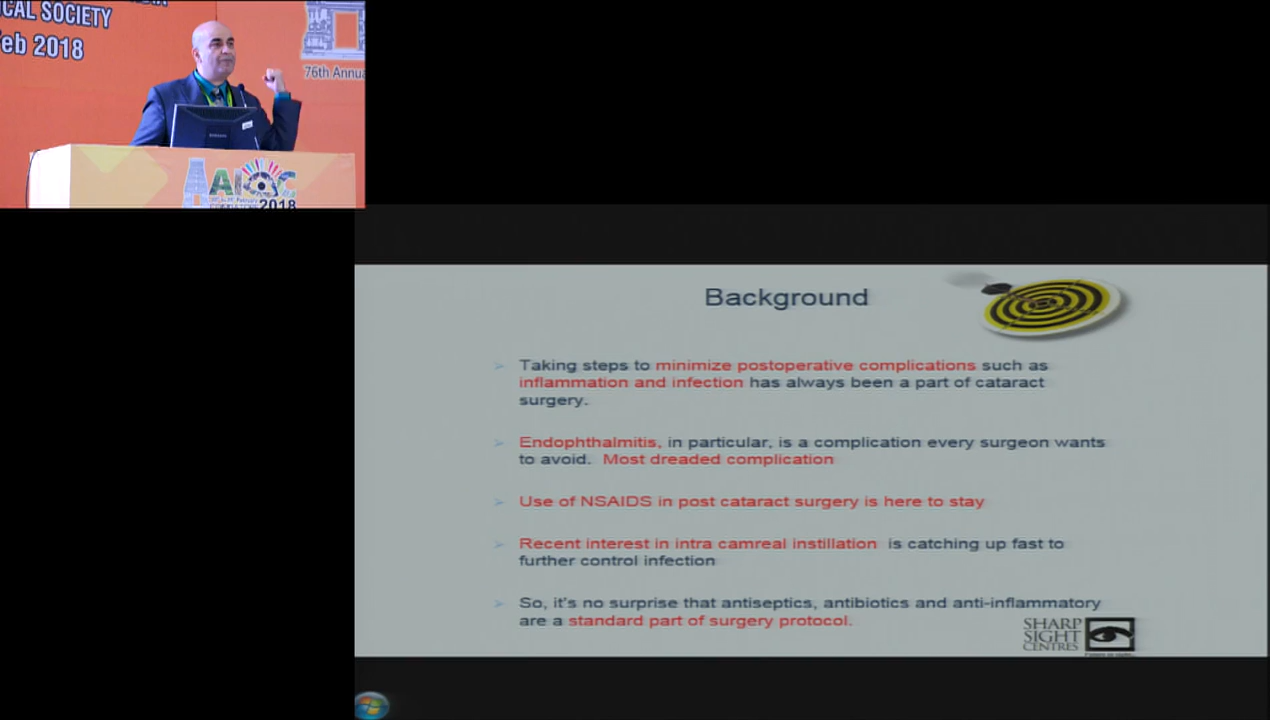 CAL SOCIETY
eb 2018
76th Annua
AIOC
2018
Background
Taking steps to minimize postoperative complications such as
inflammation and infection has always been a part of cataract
surgery.
Endophthalmitis, in particular, is a complication every surgeon wants
to avoid. Most dreaded complication
Use of NSAIDS in post cataract surgery is here to stay
Recent interest in intra camreal instillation is catching up fast to
further control infection
So, it's no surprise that antiseptics, antibiotics and anti-inflammatory
are a standard part of surgery protocol.
SHARP
SIGHT
CENTRES